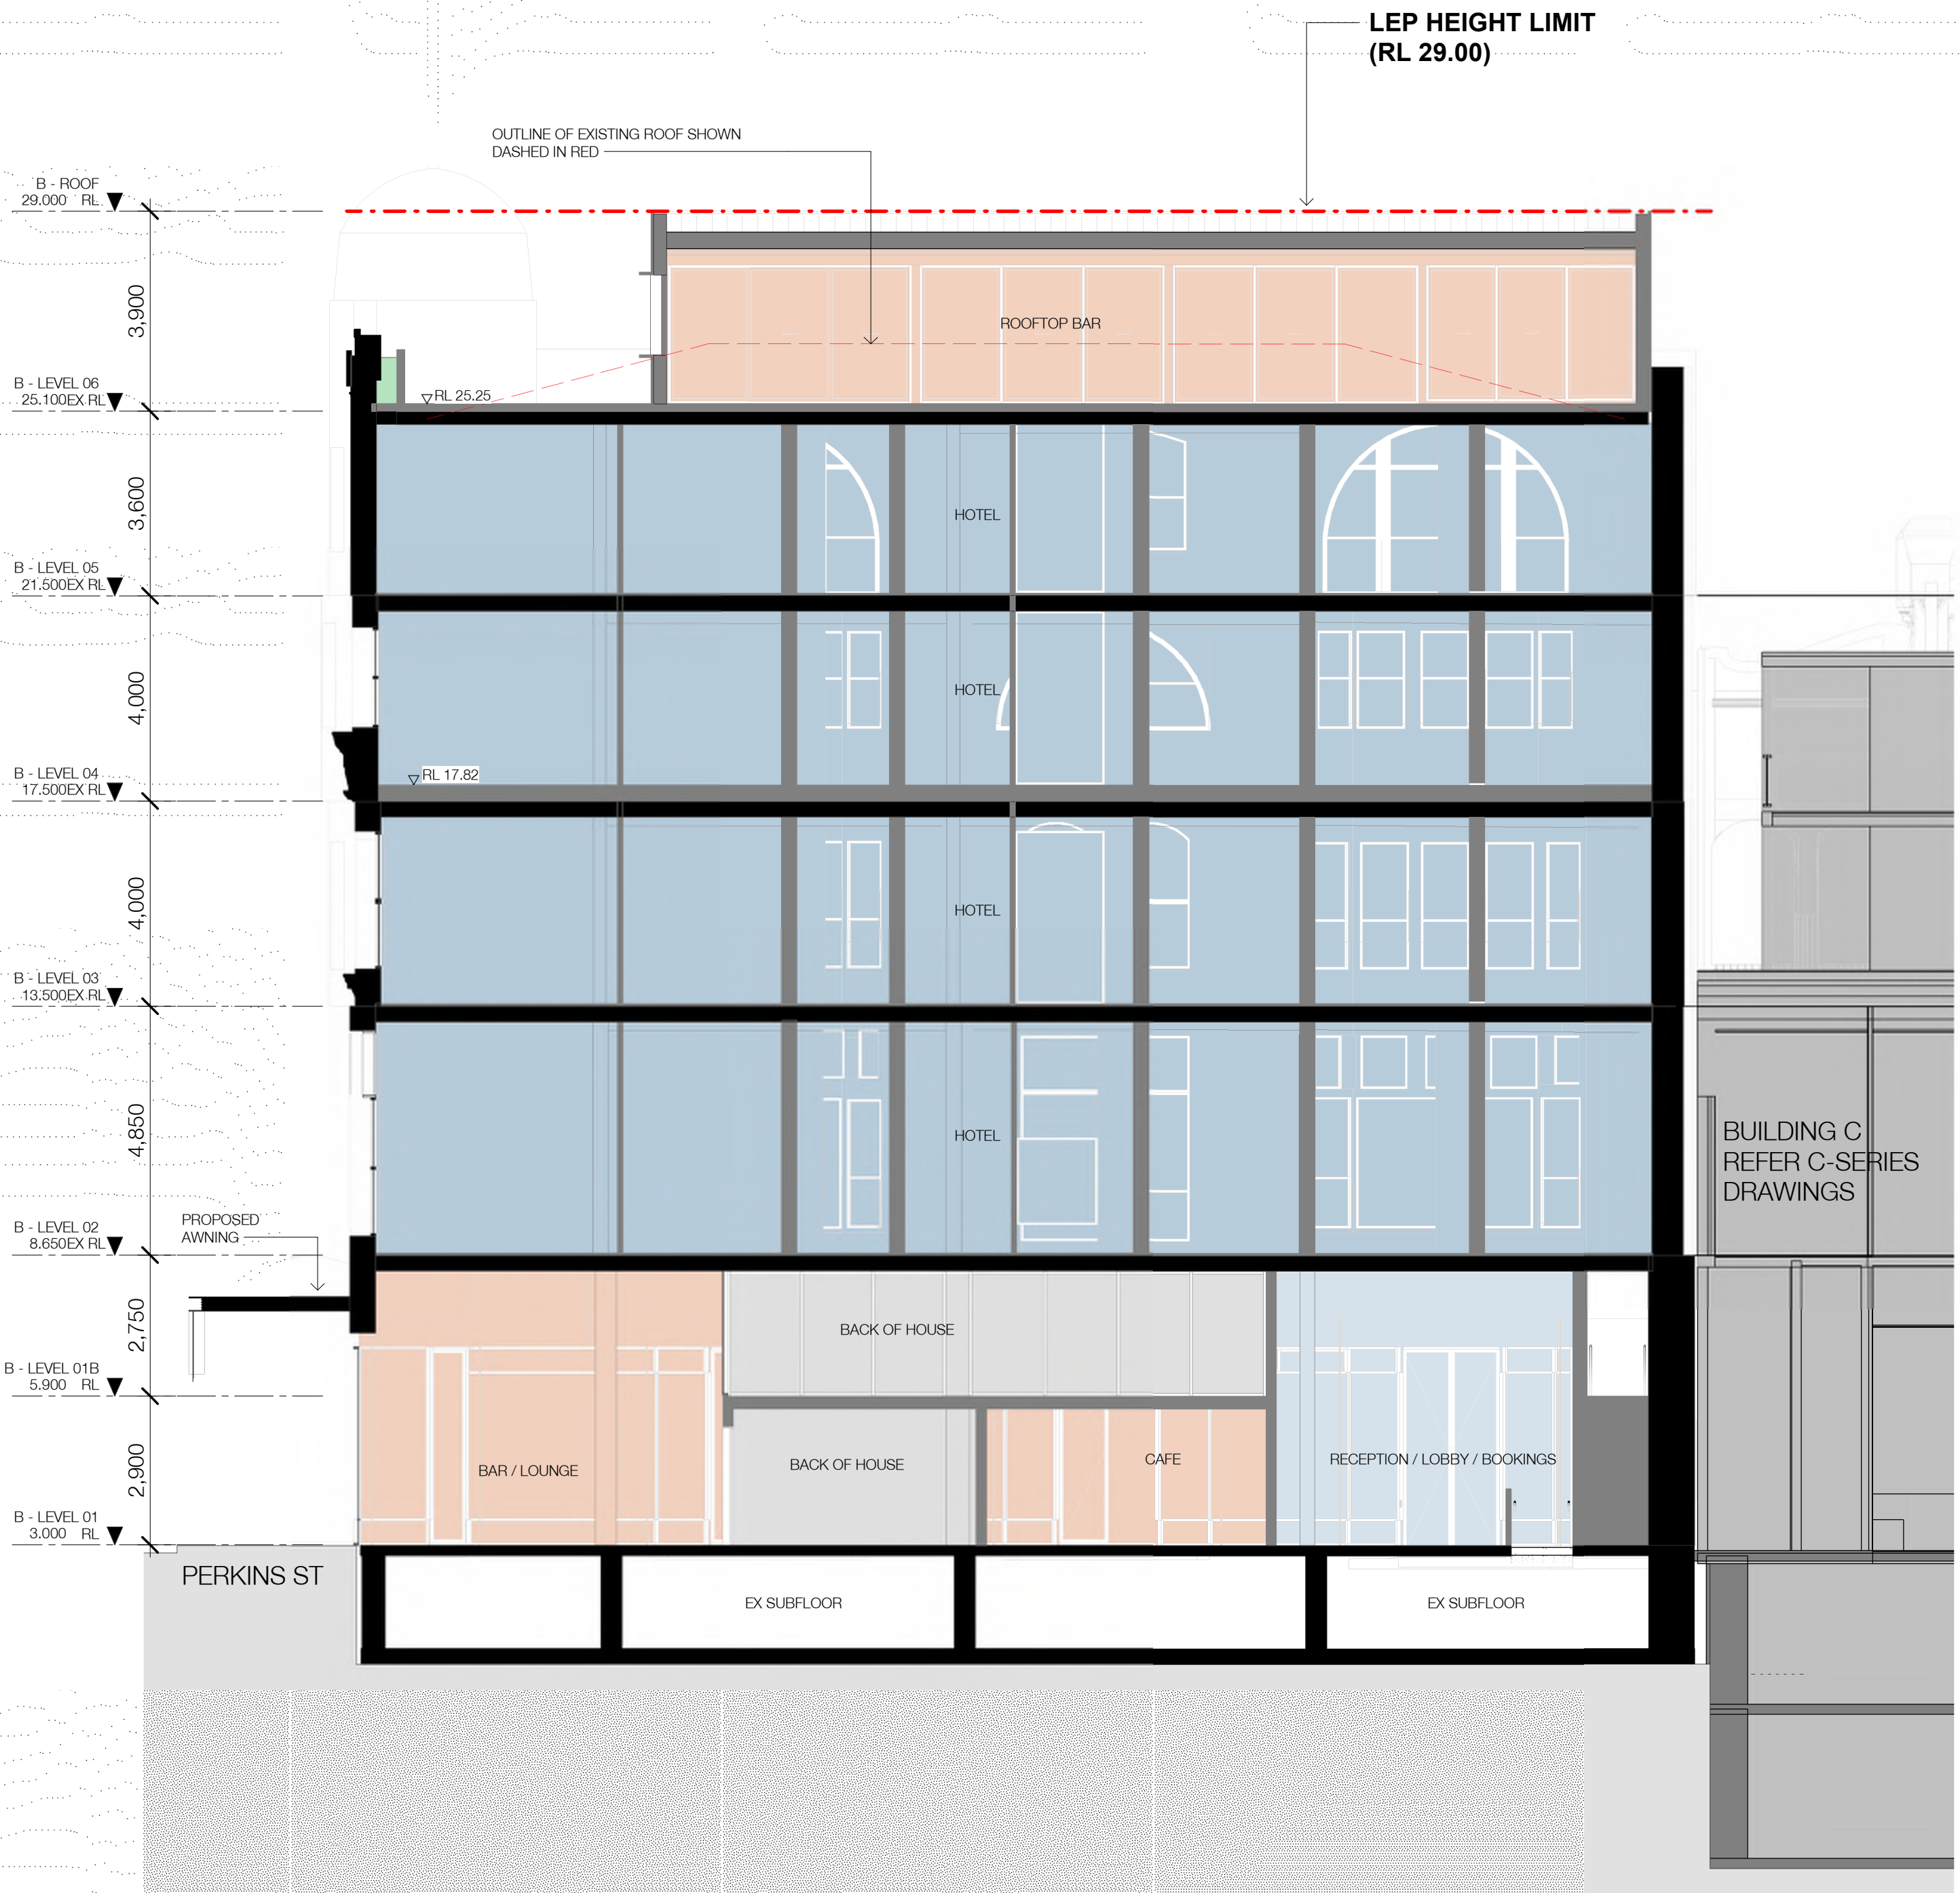 LEP HEIGHT LIMIT
(RL 29.00)
OUTLINE OF EXISTING ROOF SHOWN
DASHED IN RED
B - ROOF
29.000 RL
3,900
ROOFTOP BAR
B - LEVEL 06
25.100EX RL
RL 25.25
3,600
HOTEL
B - LEVEL 05
21.500EX RL
4,000
HOTEL
B - LEVEL 04
17.500EX RL
RL 17.82
4,000
HOTEL
B - LEVEL 03
13.500EX RL
4,850
HOTEL
BUILDING C
REFER C-SERIES
DRAWINGS
B - LEVEL 02
8.650EX RL
PROPOSED
AWNING
2,750
BACK OF HOUSE
B - LEVEL 01B
5.900 RL
2,900
BAR / LOUNGE
BACK OF HOUSE
CAFE
RECEPTION / LOBBY / BOOKINGS
B - LEVEL 01
3.000 RL
PERKINS ST
EX SUBFLOOR
EX SUBFLOOR